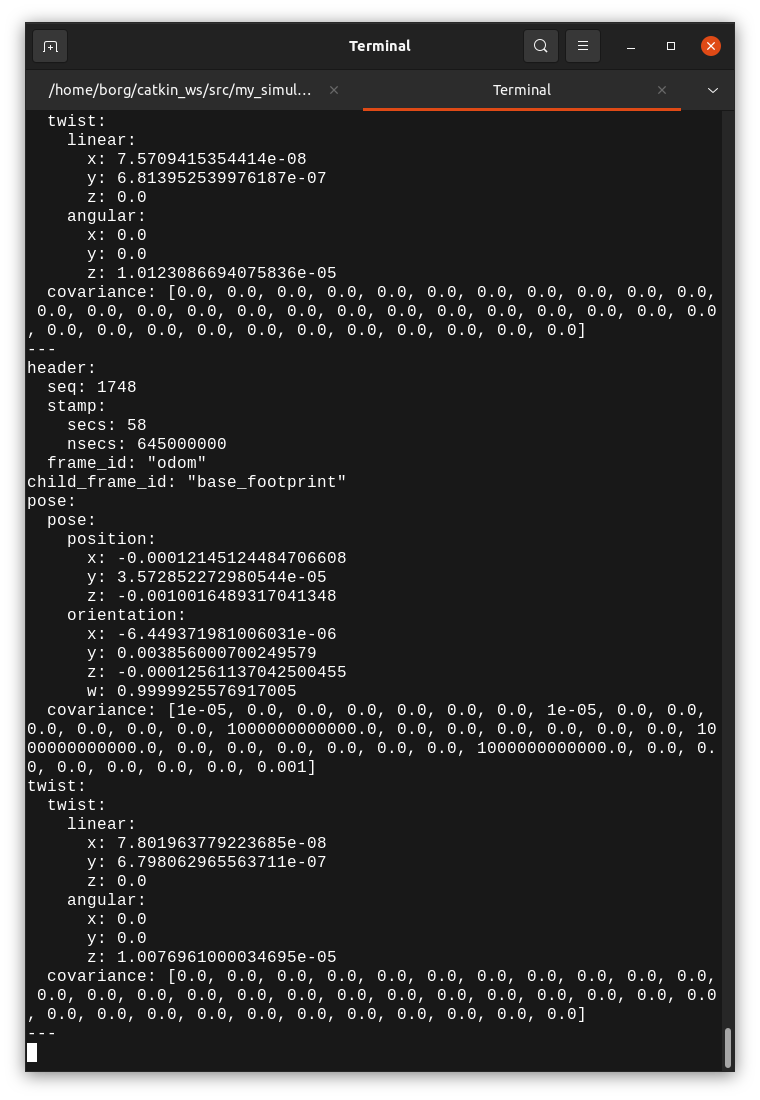 Terminal
/home/borg/catkin_ws/src/my_simul... Terminal
  twist:
    linear:
      x: 7.5709415354414e-08
      y: 6.813952539976187e-07
      z: 0.0
    angular:
      x: 0.0
      y: 0.0
      z: 1.0123086694075836e-05
  covariance: [0.0, 0.0, 0.0, 0.0, 0.0, 0.0, 0.0, 0.0, 0.0, 0.0, 0.0,
 0.0, 0.0, 0.0, 0.0, 0.0, 0.0, 0.0, 0.0, 0.0, 0.0, 0.0, 0.0, 0.0, 0.0
, 0.0, 0.0, 0.0, 0.0, 0.0, 0.0, 0.0, 0.0, 0.0, 0.0, 0.0]
---
header:
  seq: 1748
  stamp:
    secs: 58
    nsecs: 645000000
  frame_id: "odom"
child_frame_id: "base_footprint"
pose:
  pose:
    position:
      x: -0.00012145124484706608
      y: 3.572852272980544e-05
      z: -0.0010016489317041348
    orientation:
      x: -6.449371981006031e-06
      y: 0.003856000700249579
      z: -0.00012561137042500455
      w: 0.9999925576917005
  covariance: [1e-05, 0.0, 0.0, 0.0, 0.0, 0.0, 0.0, 1e-05, 0.0, 0.0,
0.0, 0.0, 0.0, 0.0, 1000000000000.0, 0.0, 0.0, 0.0, 0.0, 0.0, 0.0, 10
00000000000.0, 0.0, 0.0, 0.0, 0.0, 0.0, 0.0, 1000000000000.0, 0.0, 0.
0, 0.0, 0.0, 0.0, 0.0, 0.001]
twist:
  twist:
    linear:
      x: 7.801963779223685e-08
      y: 6.798062965563711e-07
      z: 0.0
    angular:
      x: 0.0
      y: 0.0
      z: 1.0076961000034695e-05
  covariance: [0.0, 0.0, 0.0, 0.0, 0.0, 0.0, 0.0, 0.0, 0.0, 0.0, 0.0,
 0.0, 0.0, 0.0, 0.0, 0.0, 0.0, 0.0, 0.0, 0.0, 0.0, 0.0, 0.0, 0.0, 0.0
, 0.0, 0.0, 0.0, 0.0, 0.0, 0.0, 0.0, 0.0, 0.0, 0.0, 0.0]
---